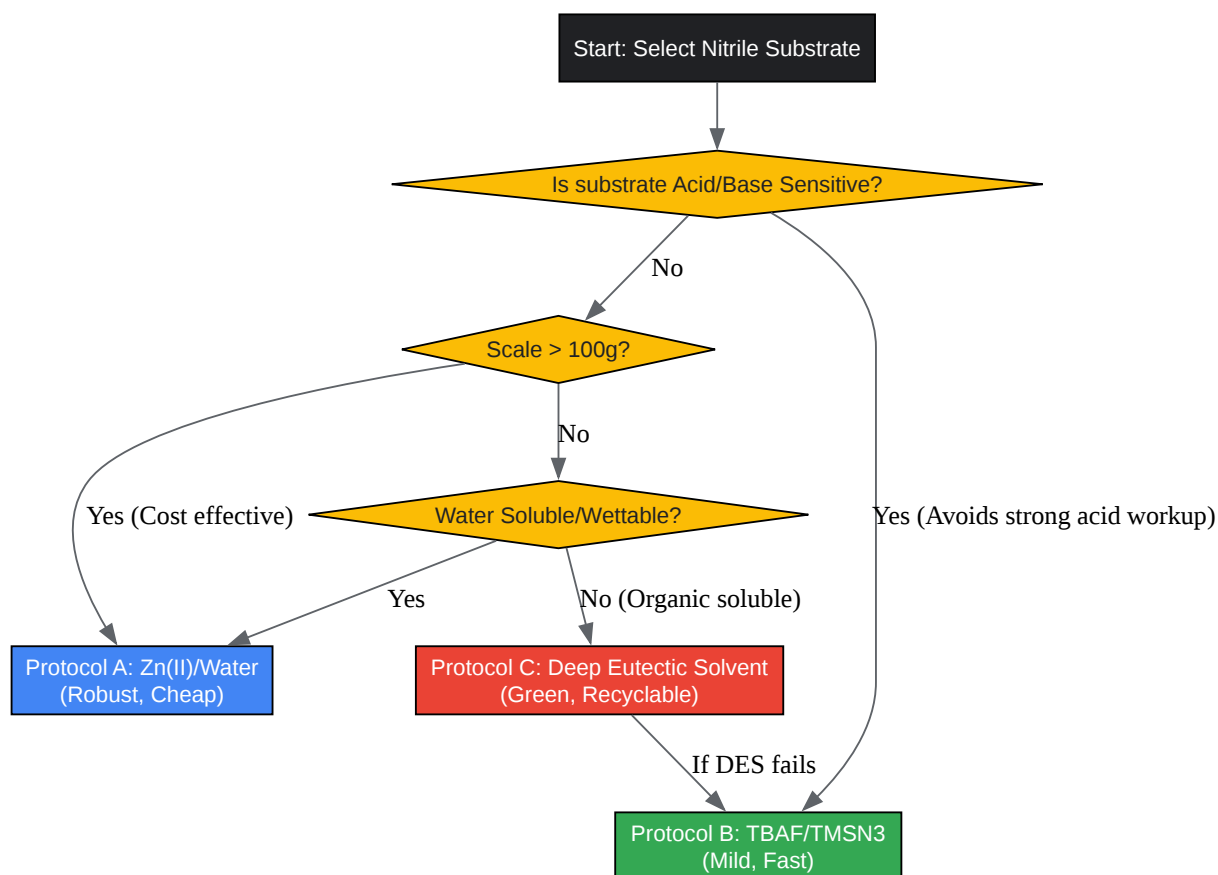 Start: Select Nitrile Substrate
Is substrate Acid/Base Sensitive?
No
Scale > 100g?
No
Yes (Cost effective)
Water Soluble/Wettable?
Yes (Avoids strong acid workup)
Yes
No (Organic soluble)
Protocol A: Zn(II)/Water
(Robust, Cheap)
Protocol C: Deep Eutectic Solvent
(Green, Recyclable)
If DES fails
Protocol B: TBAF/TMSN3
(Mild, Fast)